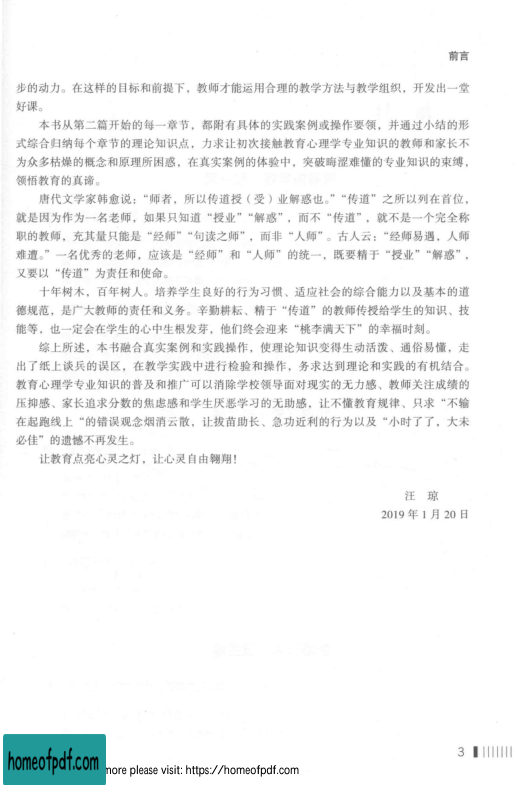 前言
步的动力。在这样的目标和前提下，教师才能运用合理的教学方法与教学组织，开发出一堂
好课。
本书从第二篇开始的每一章节，都附有具体的实践案例或操作要领，并通过小结的形
式综合归纳每个章节的理论知识点，力求让初次接触教育心理学专业知识的教师和家长不
为众多枯燥的概念和原理所困惑，在真实案例的体验中，突破晦涩难懂的专业知识的束缚，
领悟教育的真谛。
唐代文学家韩愈说：“师者，所以传道授（受）业解惑也。”“传道”之所以列在首位，
就是因为作为一名老师，如果只知道“授业”“解惑”，而不“传道”，就不是一个完全称
职的教师，充其量只能是“经师”“句读之师”，而非“人师”。古人云：“经师易遇，人师
难遭。”一名优秀的老师，应该是“经师”和“人师”的统一，既要精于“授业”“解惑”，
又要以“传道”为责任和使命。
十年树木，百年树人。培养学生良好的行为习惯、适应社会的综合能力以及基本的道
德规范，是广大教师的责任和义务。辛勤耕耘、精于“传道”的教师传授给学生的知识、技
能等，也一定会在学生的心中生根发芽，他们终会迎来“桃李满天下”的幸福时刻。
综上所述，本书融合真实案例和实践操作，使理论知识变得生动活泼、通俗易懂，走
出了纸上谈兵的误区，在教学实践中进行检验和操作，务求达到理论和实践的有机结合。
教育心理学专业知识的普及和推广可以消除学校领导面对现实的无力感、教师关注成绩的
压抑感、家长追求分数的焦虑感和学生厌恶学习的无助感，让不懂教育规律、只求“不输
在起跑线上“的错误观念烟消云散，让拔苗助长、急功近利的行为以及“小时了了，大未
必佳”的遗憾不再发生。
让教育点亮心灵之灯，让心灵自由翱翔！
汪 琼
2019 年 1 月 20 日
3
homeofpdf.com
more please visit: https://homeofpdf.com